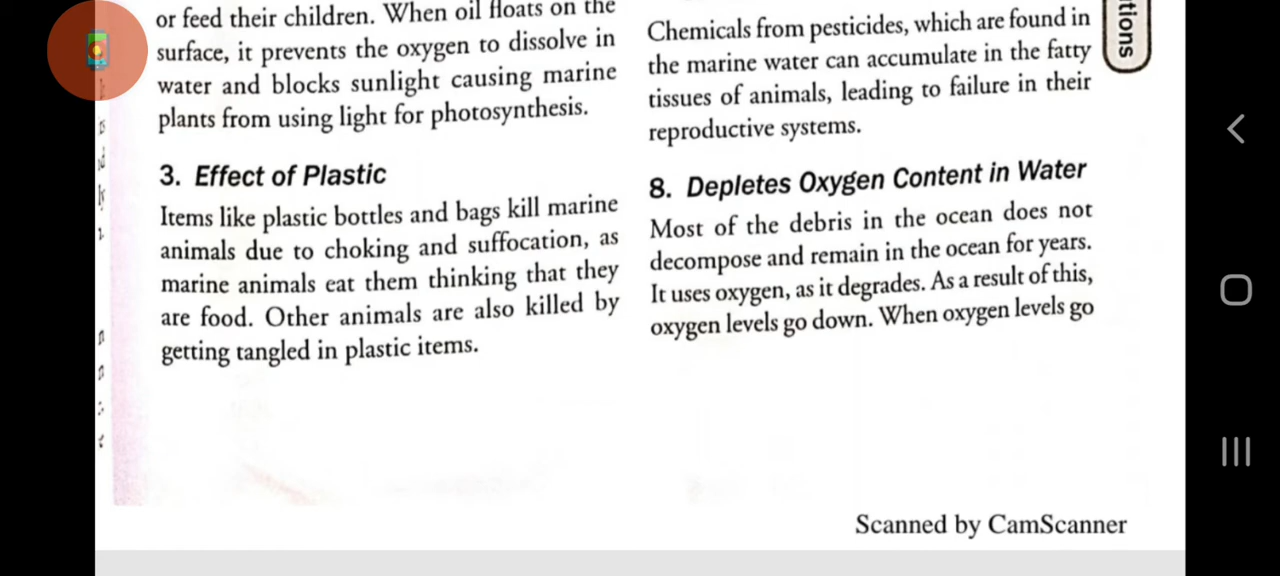 or feed their children. When oil floats on the
surface, it prevents the oxygen to dissolve in
water and blocks sunlight causing marine
plants from using light for photosynthesis.
3. Effect of Plastic
Items like plastic bottles and bags kill marine
animals due to choking and suffocation, as
marine animals eat them thinking that they
are food. Other animals are also killed by
getting tangled in plastic items.
Chemicals from pesticides, which are found in
the marine water can accumulate in the fatty
tissues of animals, leading to failure in their
reproductive systems.
8. Depletes Oxygen Content in Water
Most of the debris in the ocean does not
decompose and remain in the ocean for years.
It uses oxygen, as it degrades. As a result of this,
oxygen levels go down. When oxygen levels go
tions
Scanned by CamScanner